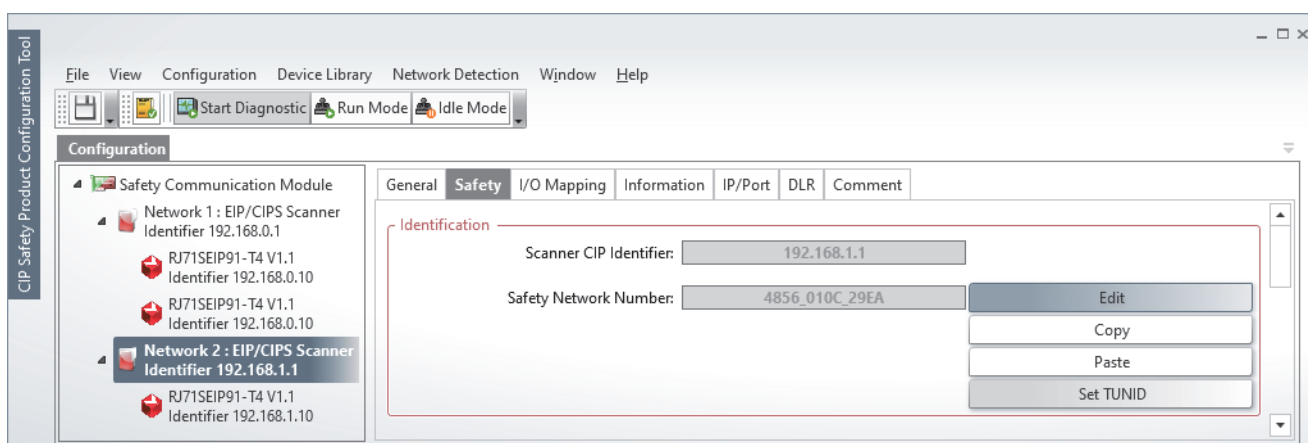 CIP Safety Product Configuration Tool
File View Configuration Device Library Network Detection Window Help
Start Diagnostic Run Mode Idle Mode
Configuration
Safety Communication Module
Network 1 : EIP/CIPS Scanner
Identifier 192.168.0.1
RJ71SEIP91-T4 V1.1
Identifier 192.168.0.10
RJ71SEIP91-T4 V1.1
Identifier 192.168.0.10
Network 2 : EIP/CIPS Scanner
Identifier 192.168.1.1
RJ71SEIP91-T4 V1.1
Identifier 192.168.1.10
General Safety I/O Mapping Information IP/Port DLR Comment
Identification
Scanner CIP Identifier: 192.168.1.1
Safety Network Number: 4856_010C_29EA Edit
Copy
Paste
Set TUNID